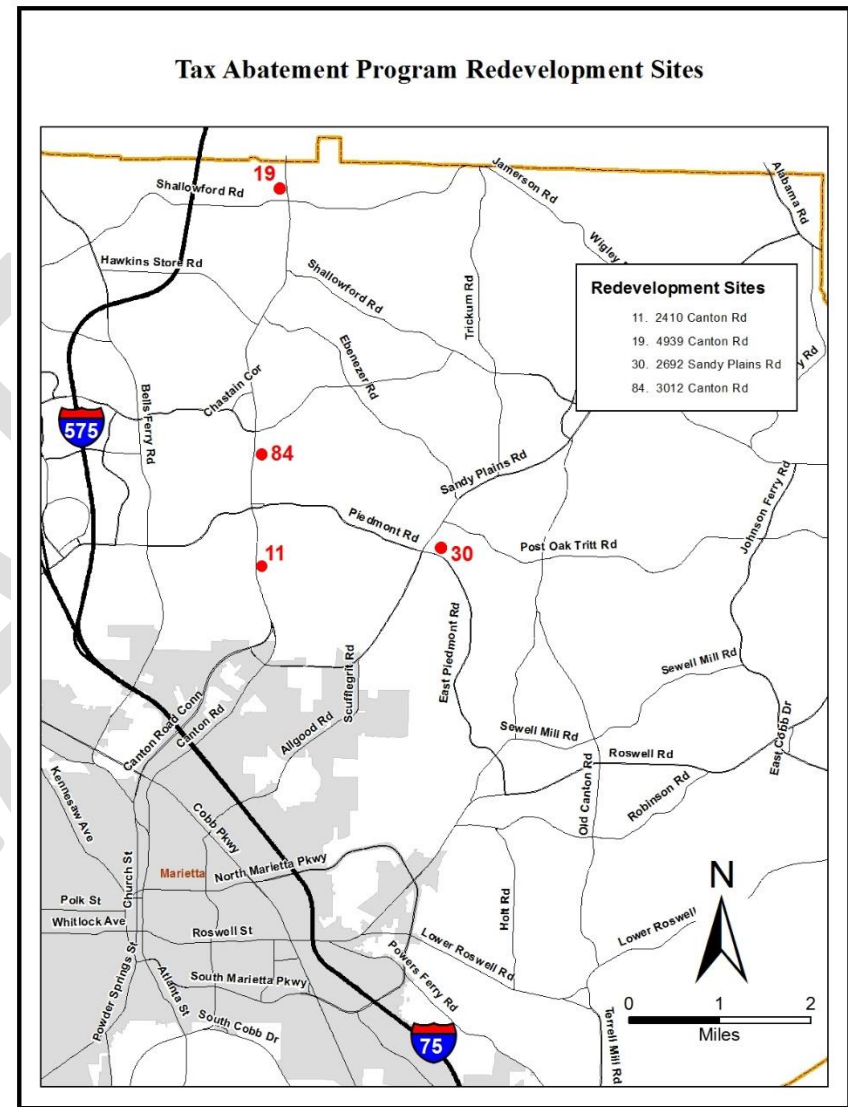 Tax Abatement Program Redevelopment Sites
19
Shallowford Rd
Jamerson Rd
Alabama Rd
Hawkins Store Rd
Shallowford Rd
Wigley
Trickum Rd
Redevelopment Sites
11. 2410 Canton Rd
19. 4939 Canton Rd
30. 2692 Sandy Plains Rd
84. 3012 Canton Rd
y Rd
Ebenezer Rd
Chastain Cor
Bells Ferry Rd
575
84
Sandy Plains Rd
Johnson Ferry Rd
Piedmont Rd
Post Oak Tritt Rd
11
30
East Piedmont Rd
Scufflegrit Rd
Sewell Mill Rd
Canton Road Conn
Canton Rd
Allgood Rd
Sewell Mill Rd
East Cobb Dr
Roswell Rd
Robinson Rd
Old Canton Rd
Kennesaw Ave
Cobb Pkwy
Church St
Marietta
North Marietta Pkwy
Holt Rd
N
Polk St
Whitlock Ave
Roswell St
Lower Roswell Rd
Lower Roswell
Powers Ferry Rd
Powder Springs St
Atlanta St
South Marietta Pkwy
South Cobb Dr
Terrell Mill Rd
75
0 1 2
Miles